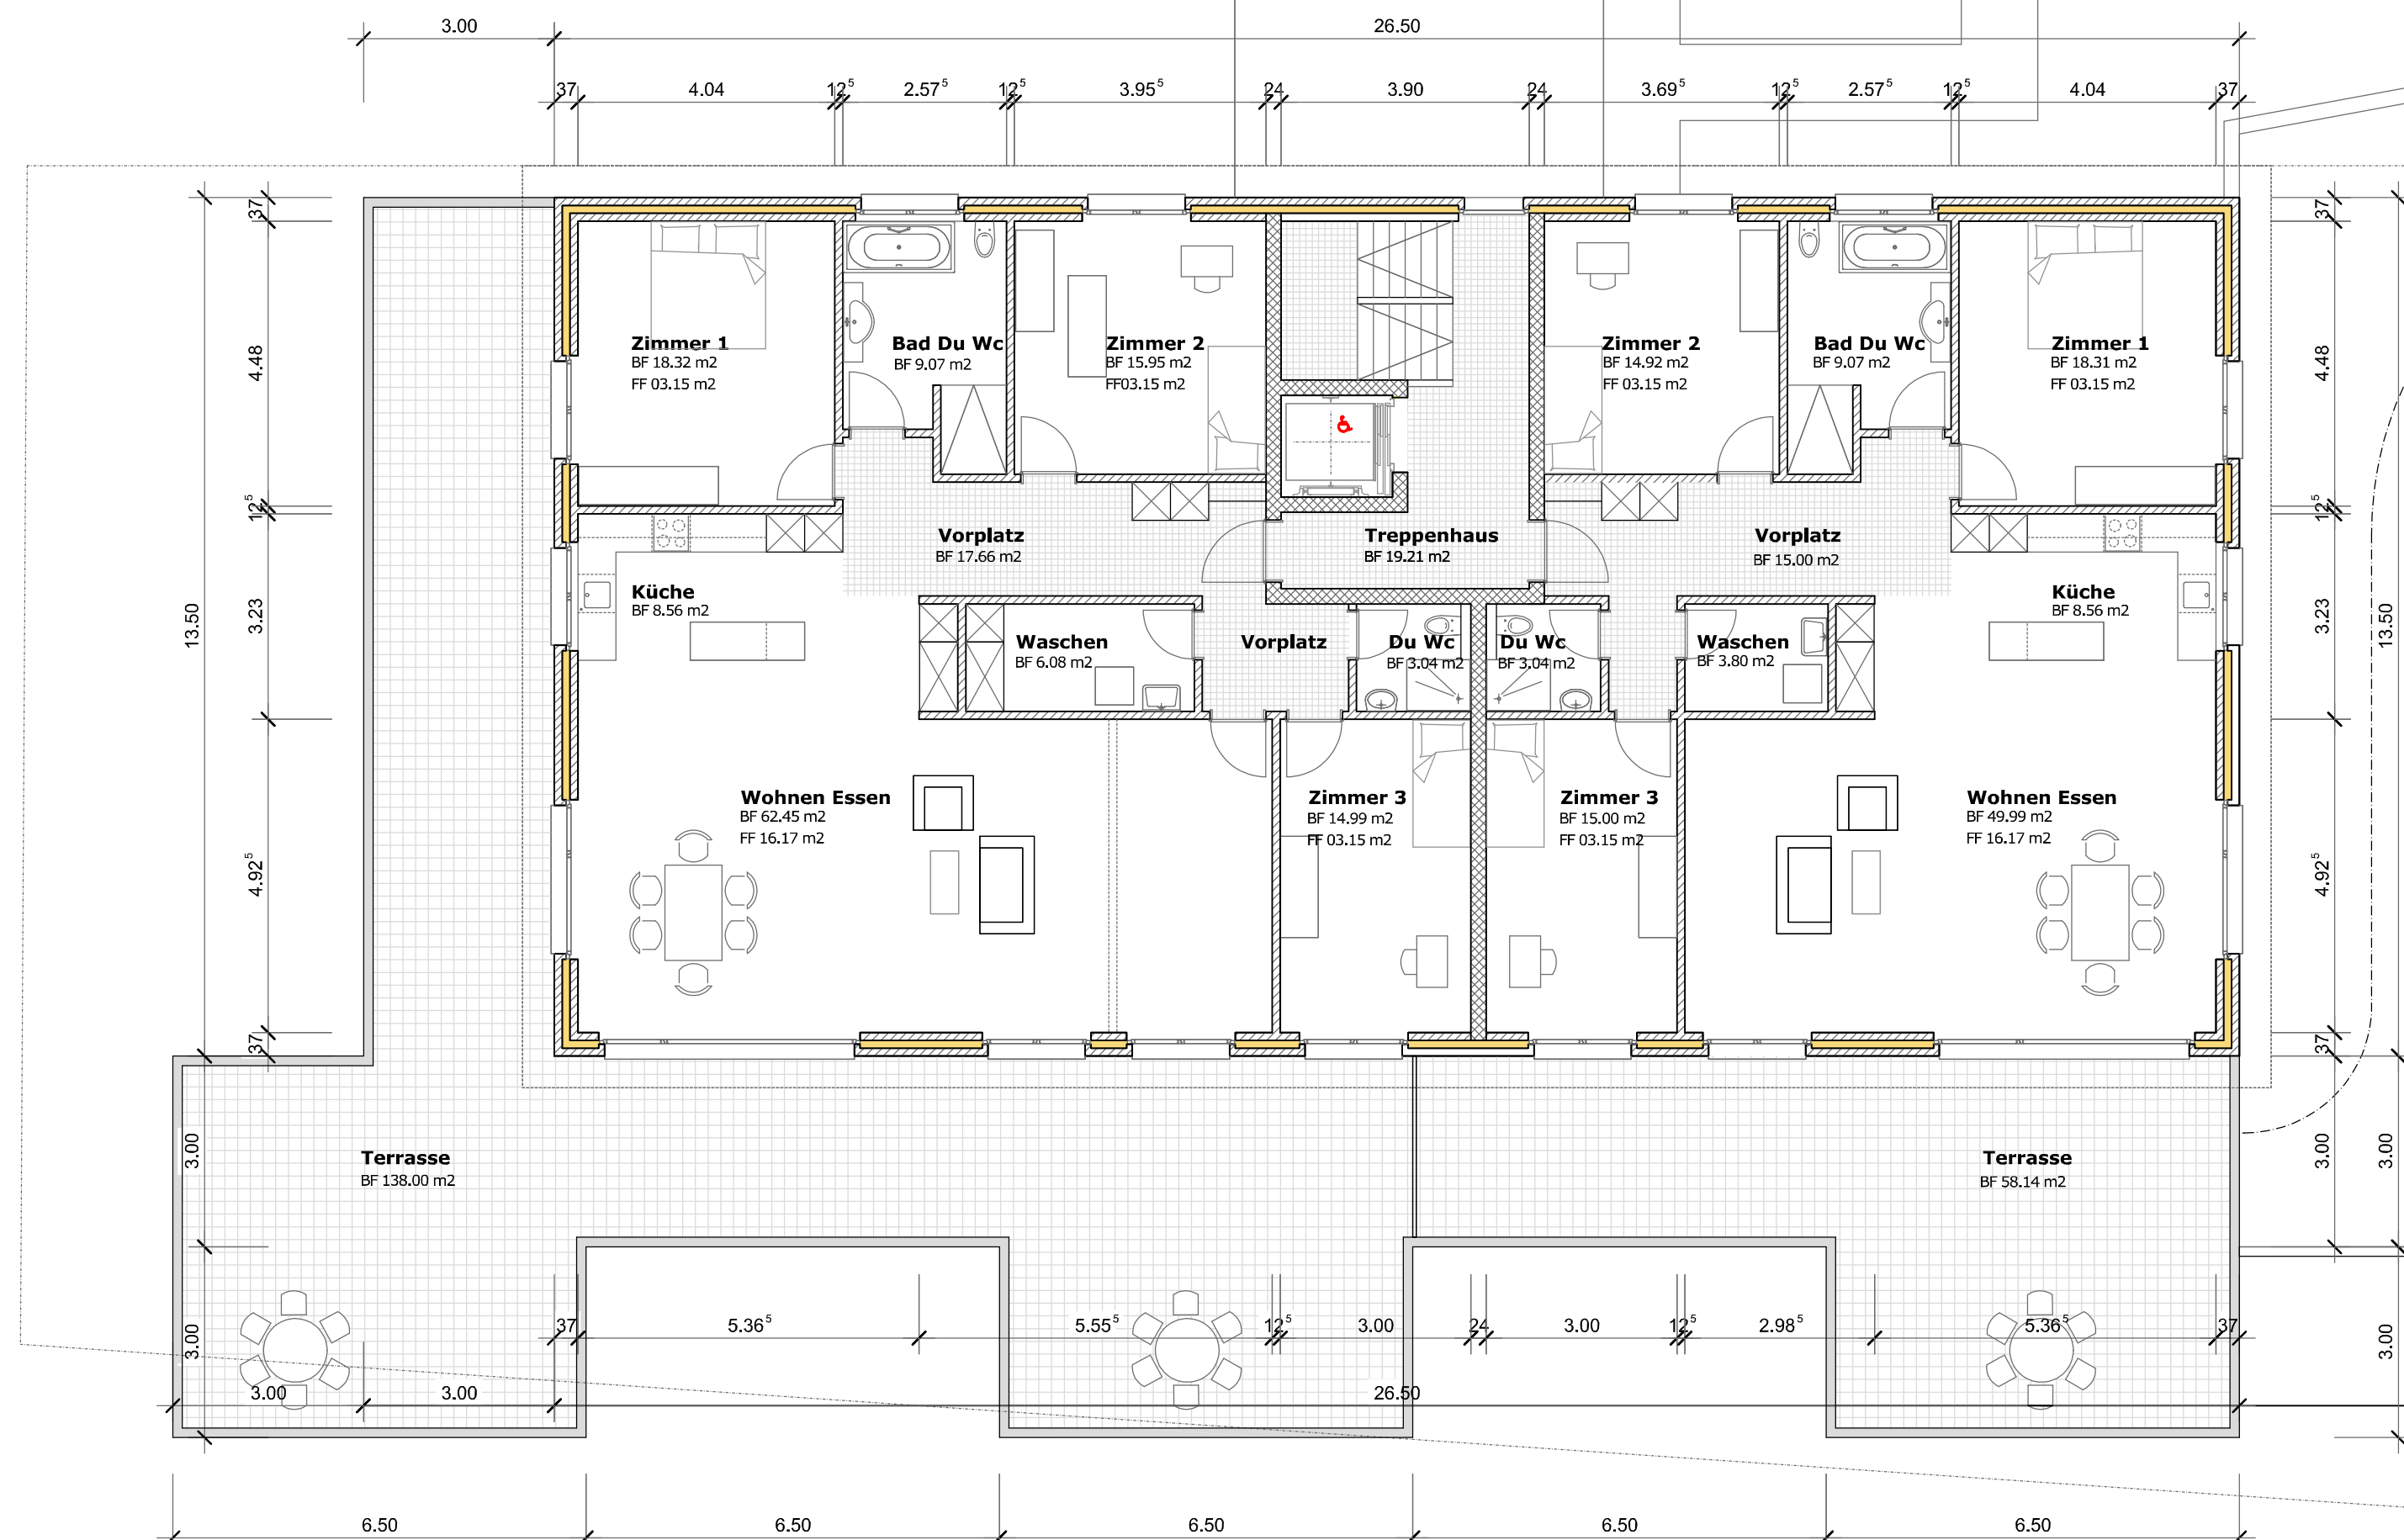 3.00
26.50
37
4.04
12⁵
2.57⁵
12⁵
3.95⁵
24
3.90
24
3.69⁵
12⁵
2.57⁵
12⁵
4.04
37
37
4.48
12⁵
3.23
13.50
4.92⁵
37
3.00
3.00
37
4.48
12⁵
3.23
13.50
4.92⁵
37
3.00
3.00
3.00
Zimmer 1
BF 18.32 m2
FF 03.15 m2
Bad Du Wc
BF 9.07 m2
Zimmer 2
BF 15.95 m2
FF03.15 m2
Zimmer 2
BF 14.92 m2
FF 03.15 m2
Bad Du Wc
BF 9.07 m2
Zimmer 1
BF 18.31 m2
FF 03.15 m2
Vorplatz
BF 17.66 m2
Treppenhaus
BF 19.21 m2
Vorplatz
BF 15.00 m2
Küche
BF 8.56 m2
Küche
BF 8.56 m2
Waschen
BF 6.08 m2
Vorplatz
Du Wc
BF 3.04 m2
Du Wc
BF 3.04 m2
Waschen
BF 3.80 m2
Wohnen Essen
BF 62.45 m2
FF 16.17 m2
Zimmer 3
BF 14.99 m2
FF 03.15 m2
Zimmer 3
BF 15.00 m2
FF 03.15 m2
Wohnen Essen
BF 49.99 m2
FF 16.17 m2
Terrasse
BF 138.00 m2
Terrasse
BF 58.14 m2
37
5.36⁵
5.55⁵
12⁵
3.00
24
3.00
12⁵
2.98⁵
5.36⁵
37
3.00
3.00
26.50
6.50
6.50
6.50
6.50
6.50